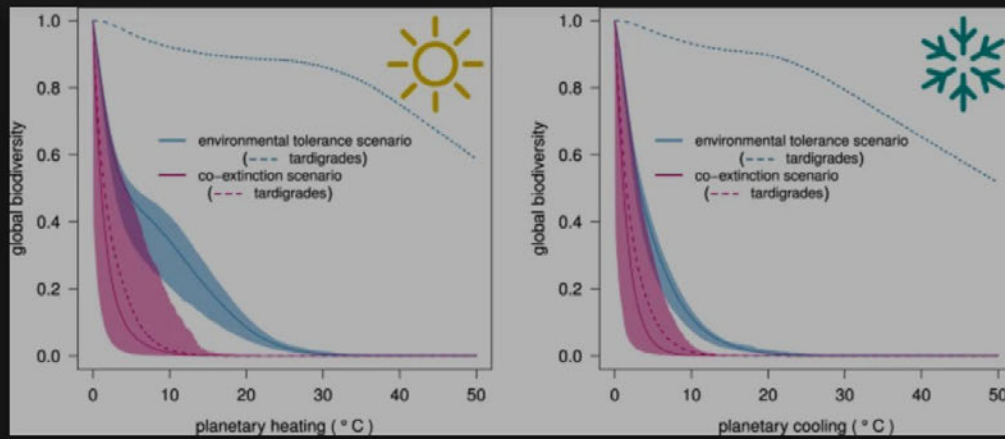 global biodiversity
1.0
0.8
0.6
0.4
0.2
0.0
environmental tolerance scenario
( --- tardigrades)
co−extinction scenario
( --- tardigrades)
0 10 20 30 40 50
planetary heating ( ° C )
global biodiversity
1.0
0.8
0.6
0.4
0.2
0.0
environmental tolerance scenario
( --- tardigrades)
co−extinction scenario
( --- tardigrades)
0 10 20 30 40 50
planetary cooling ( ° C )